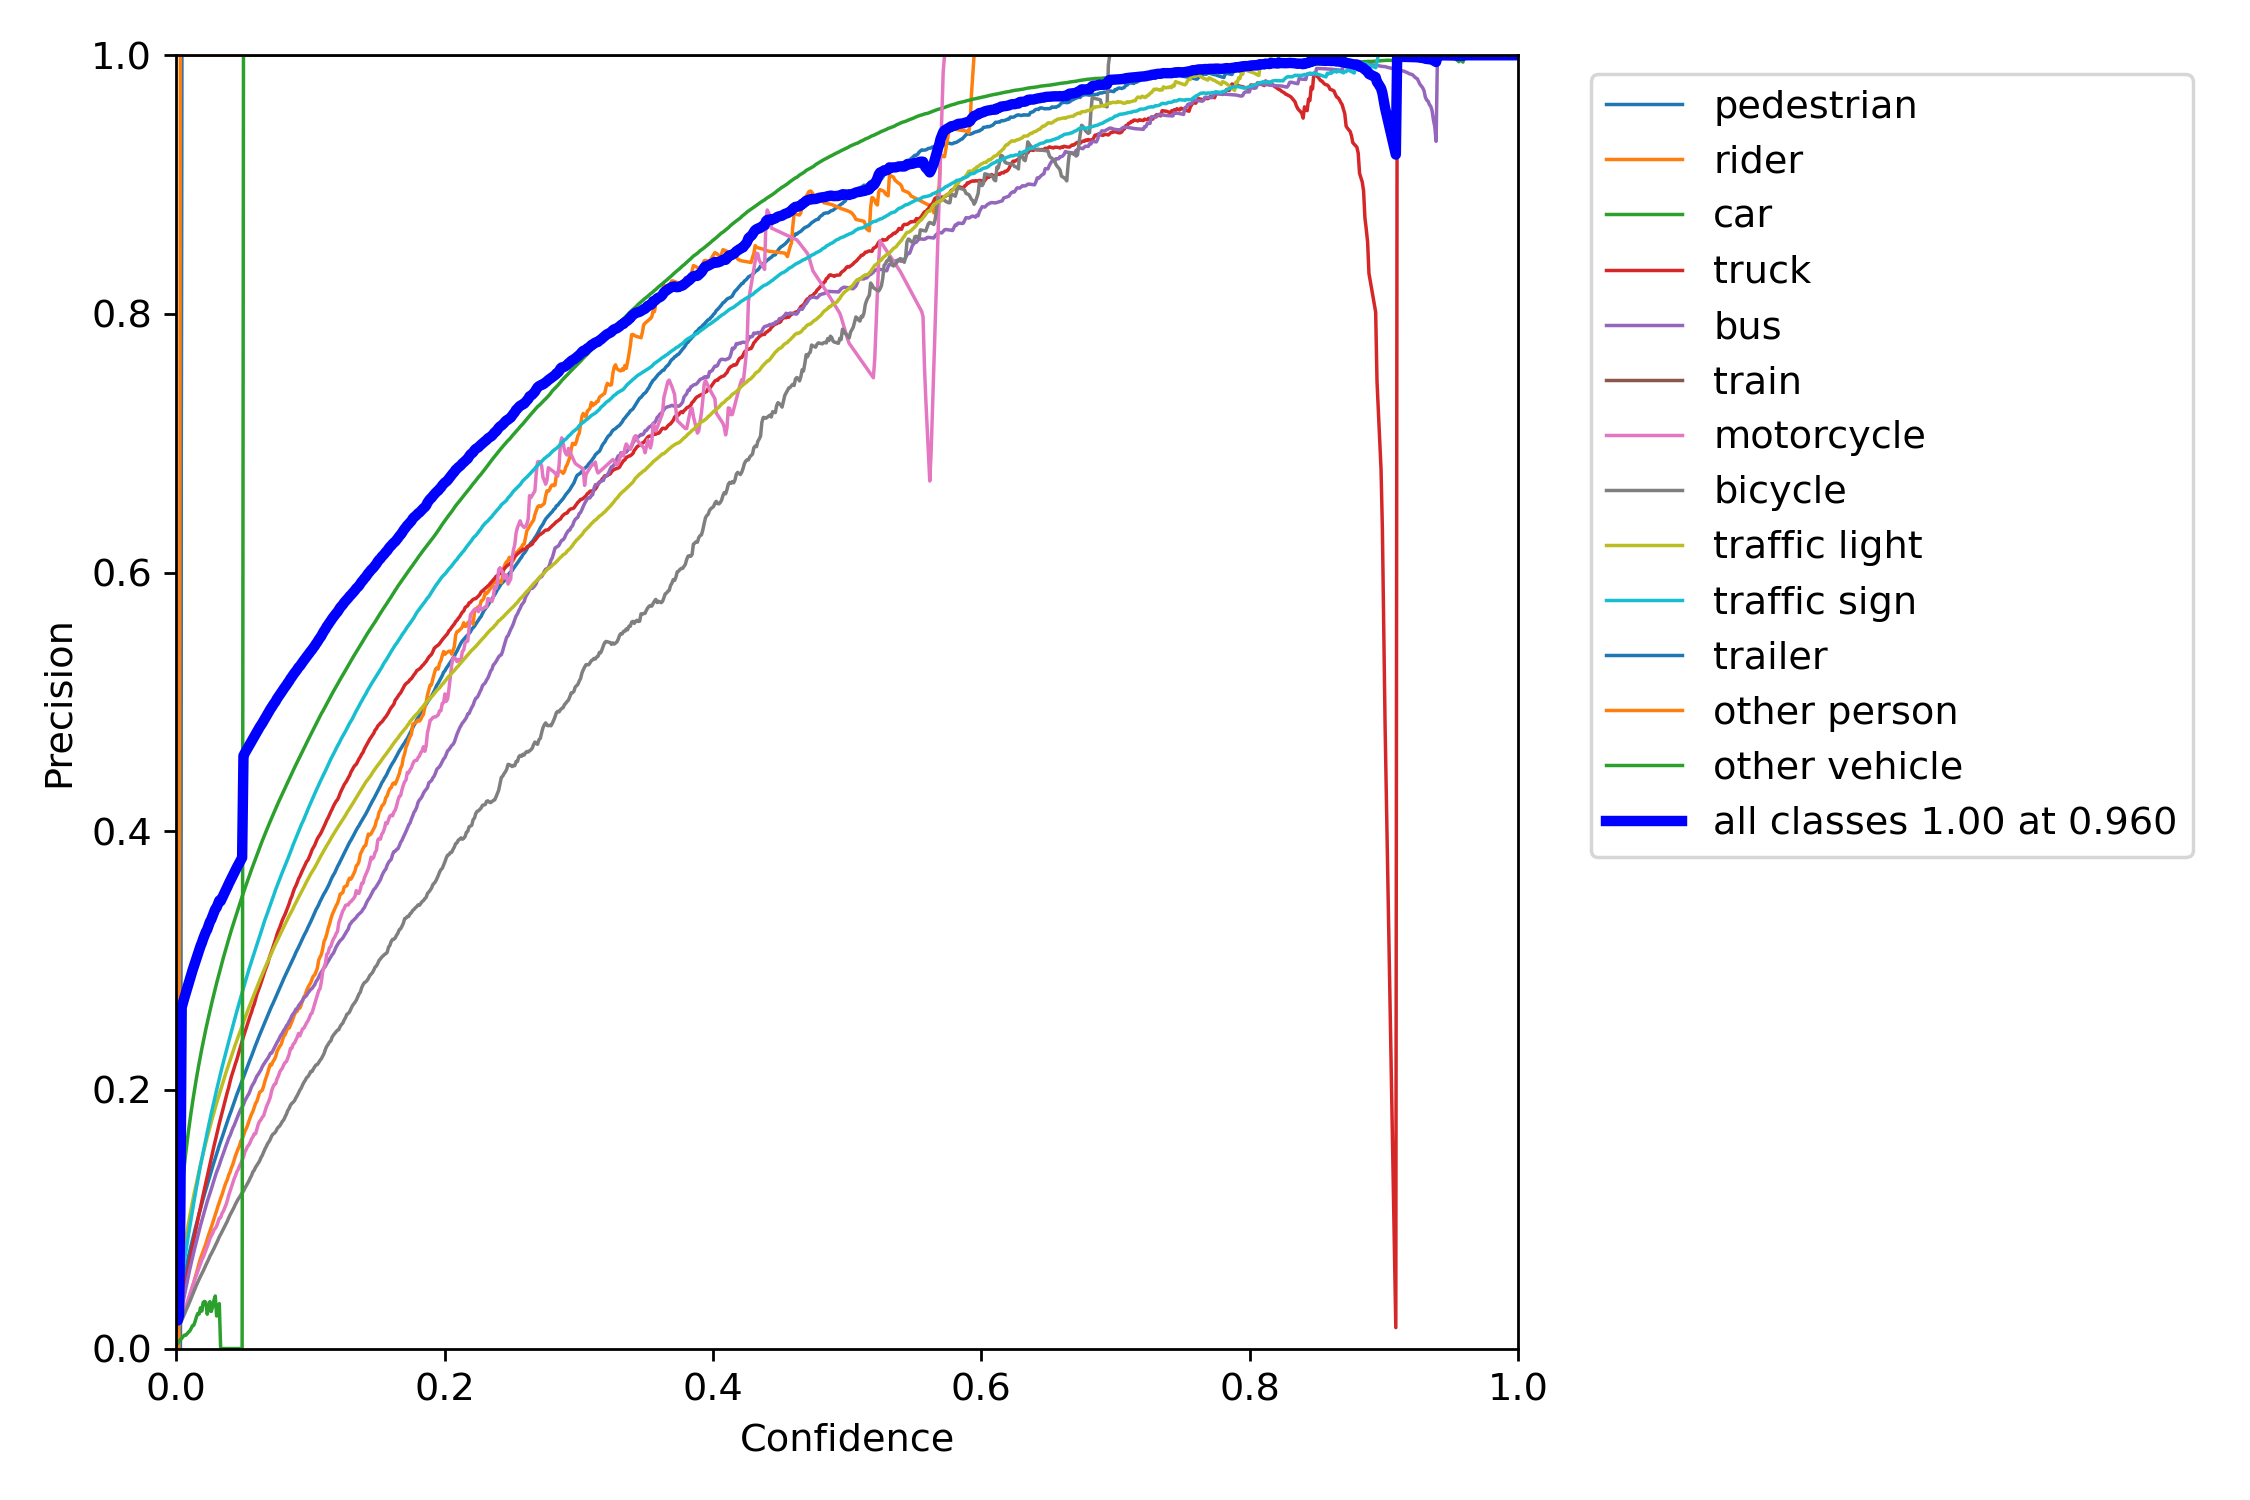 1.0
0.8
0.6
0.4
0.2
0.0
0.0 0.2 0.4 0.6 0.8 1.0
Precision
Confidence
pedestrian
rider
car
truck
bus
train
motorcycle
bicycle
traffic light
traffic sign
trailer
other person
other vehicle
all classes 1.00 at 0.960